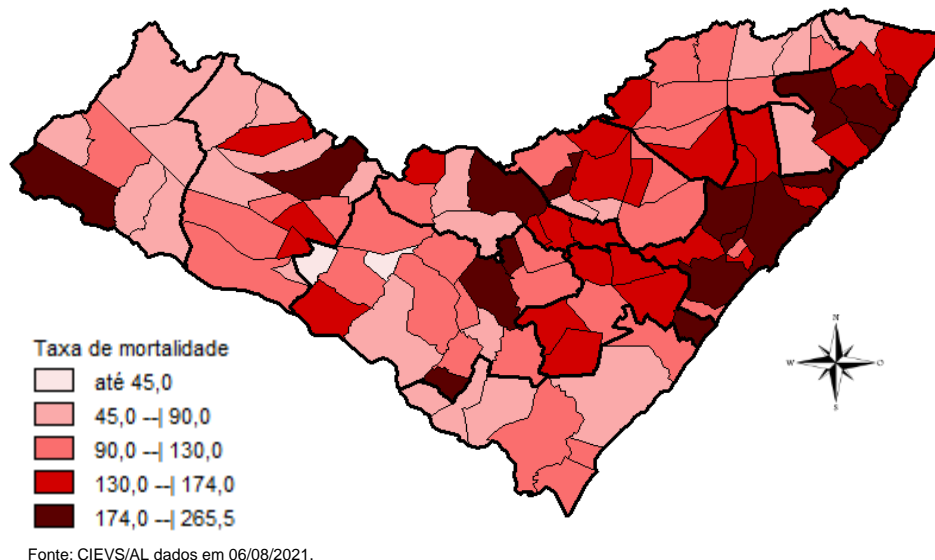 N
W
O
S
Taxa de mortalidade
até 45,0
45,0 --| 90,0
90,0 --| 130,0
130,0 --| 174,0
174,0 --| 265,5
Fonte: CIEVS/AL dados em 06/08/2021.